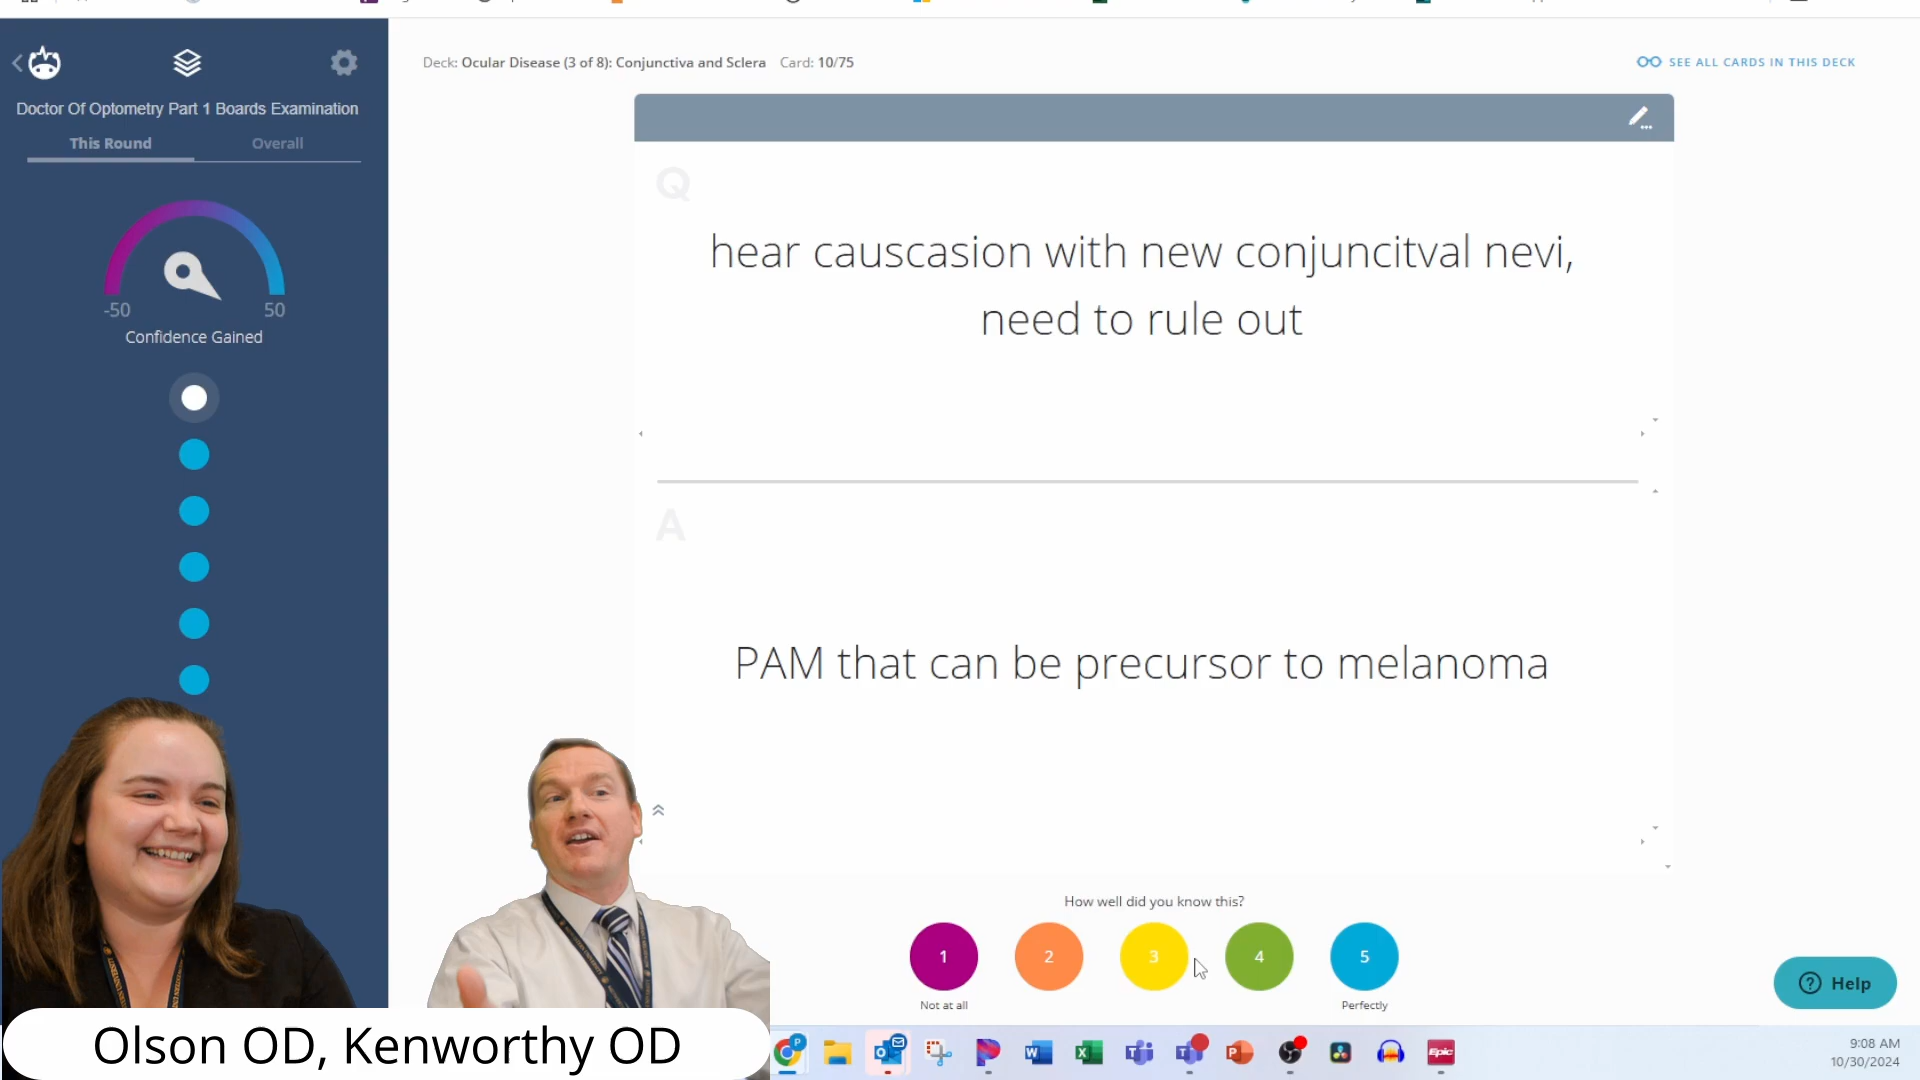 Deck: Ocular Disease (3 of 8): Conjunctiva and Sclera Card: 10/75
SEE ALL CARDS IN THIS DECK
Doctor Of Optometry Part 1 Boards Examination
This Round Overall
-50 50
Confidence Gained
Q
hear causcasion with new conjuncitval nevi,
need to rule out
A
PAM that can be precursor to melanoma
How well did you know this?
1 2 3 4 5
Not at all Perfectly
? Help
Olson OD, Kenworthy OD
Epic
9:08 AM
10/30/2024